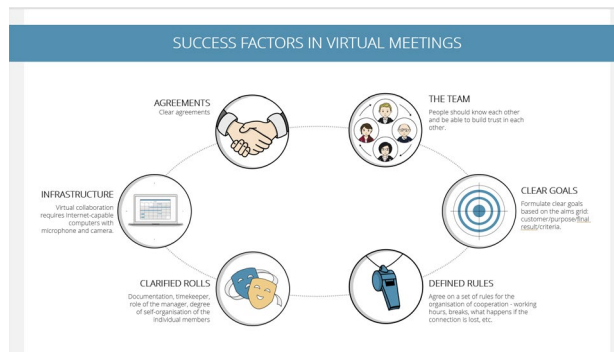 SUCCESS FACTORS IN VIRTUAL MEETINGS
AGREEMENTS
Clear agreements
THE TEAM
People should know each other
and be able to build trust in each
other.
INFRASTRUCTURE
Virtual collaboration
requires internet-capable
computers with
microphone and camera.
CLEAR GOALS
Formulate clear goals
based on the aims grid:
customer/purpose/final
result/criteria.
CLARIFIED ROLLS
Documentation, timekeeper,
role of the manager, degree
of self-organisation of the
individual members
DEFINED RULES
Agree on a set of rules for the
organisation of cooperation - working
hours, breaks, what happens if the
connection is lost, etc.